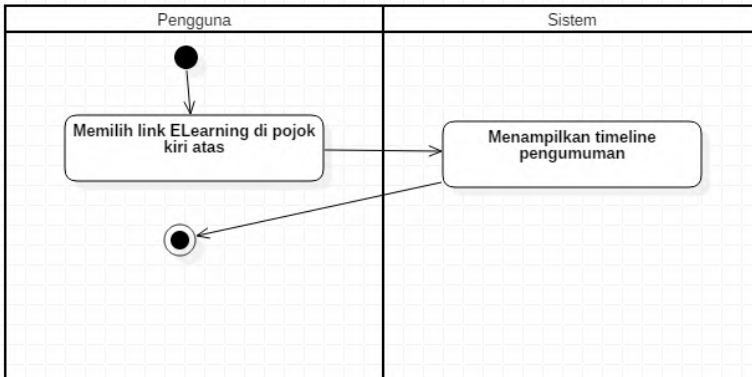 Pengguna
Sistem
Memilih link ELearning di pojok
kiri atas
Menampilkan timeline
pengumuman